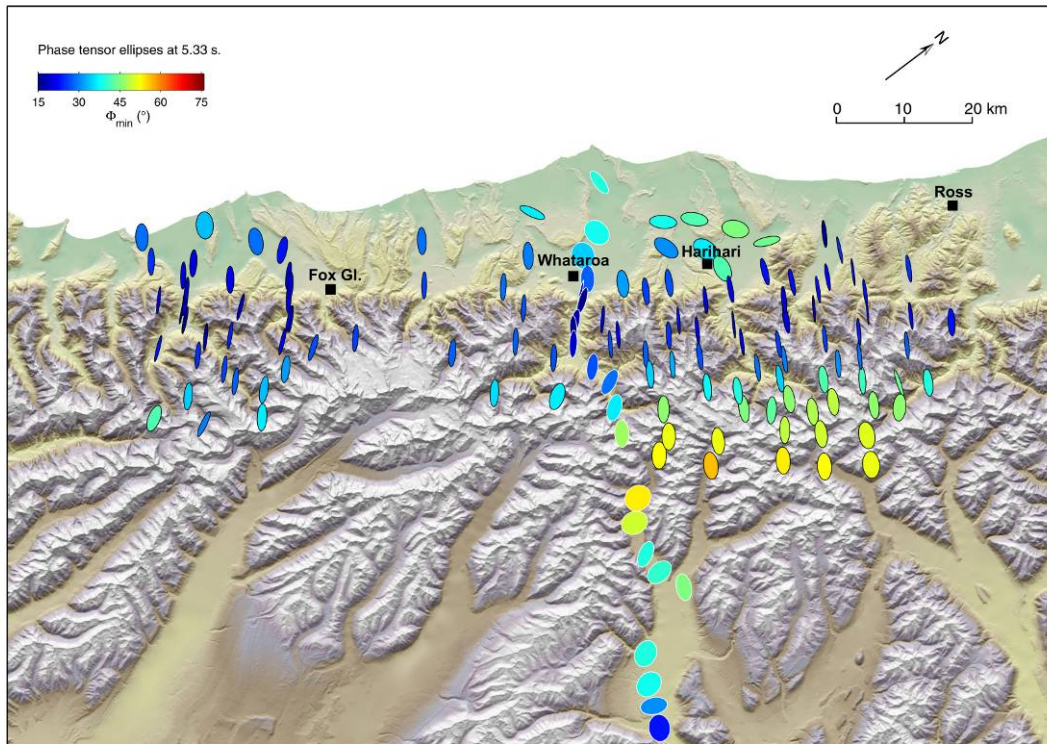 Phase tensor ellipses at 5.33 s.
15 30 45 60 75
Φmin (°)
N
0 10 20 km
Ross
Harihari
Whataroa
Fox Gl.